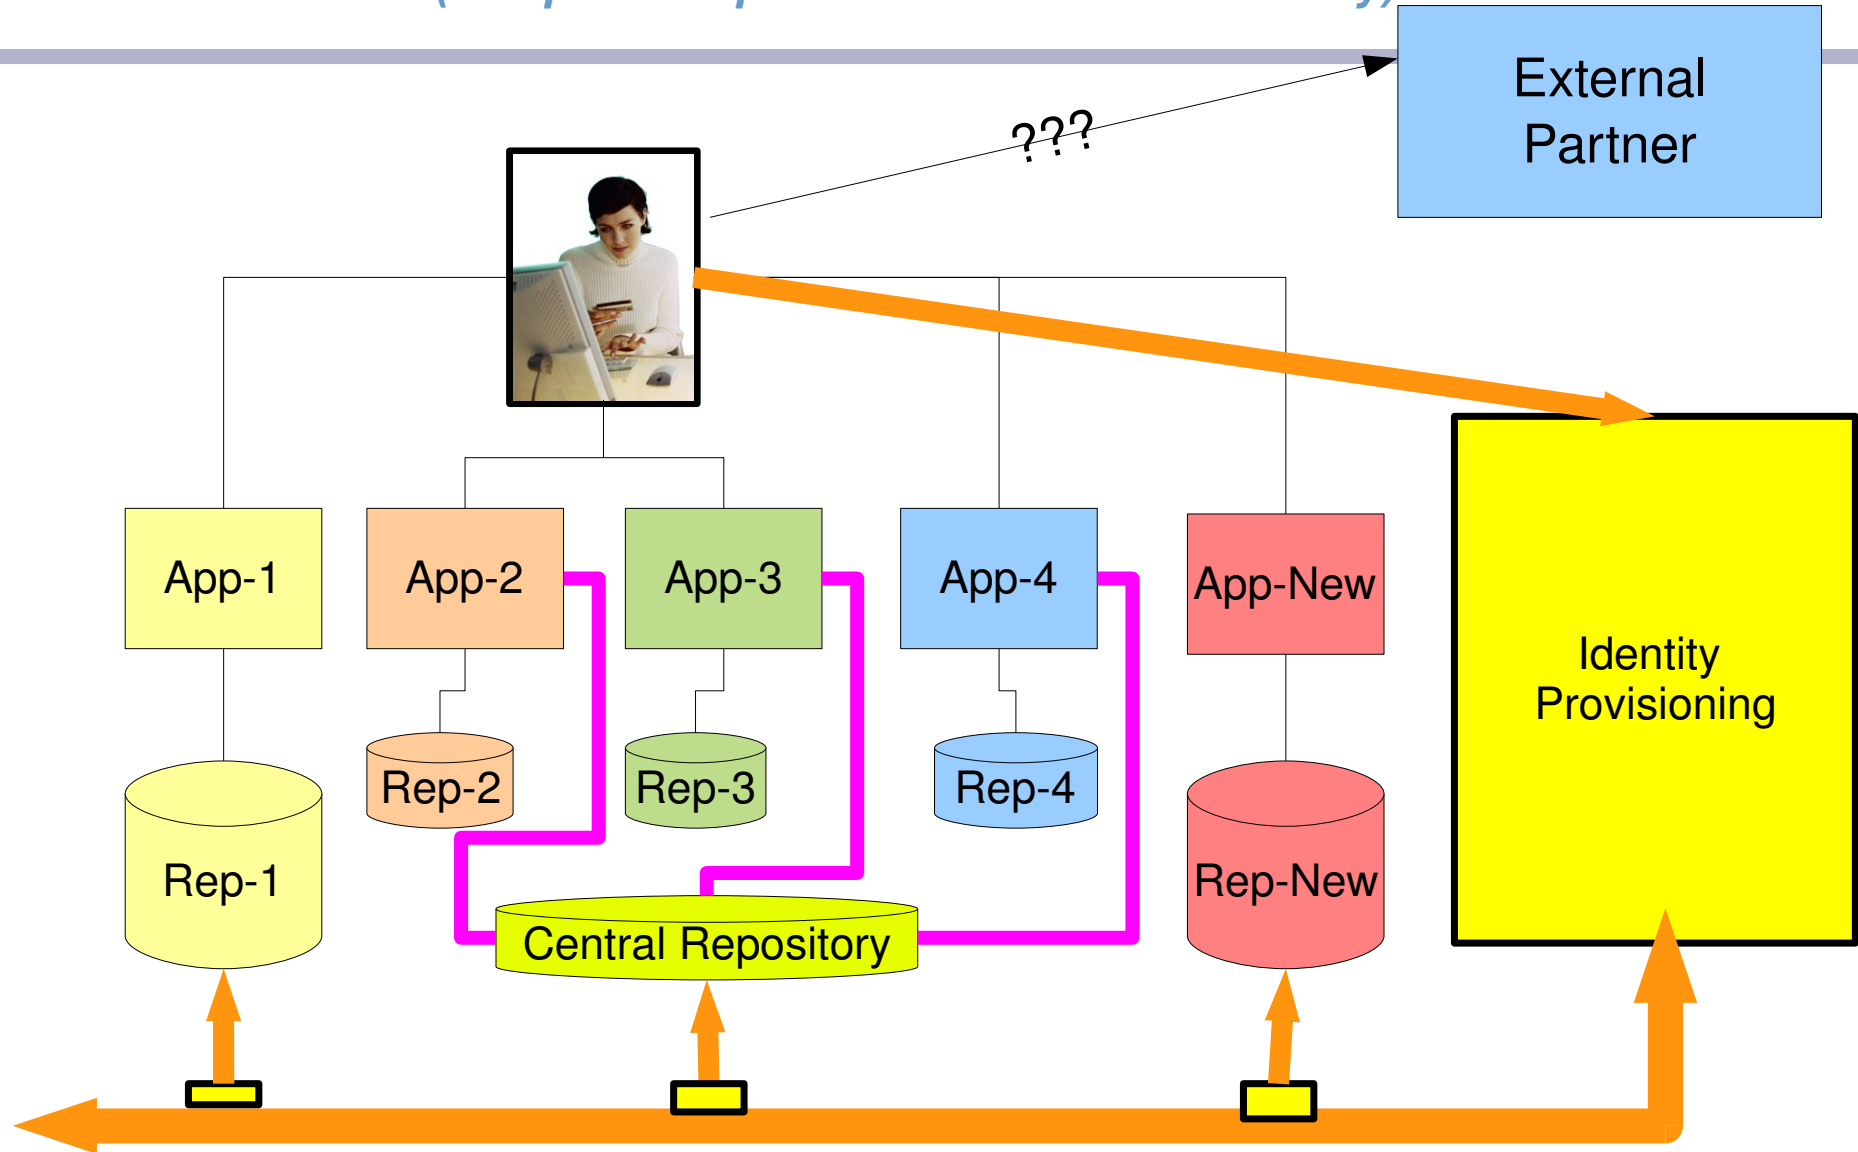 External
Partner
???
App-1
App-2
App-3
App-4
App-New
Identity
Provisioning
Rep-2
Rep-3
Rep-4
Rep-1
Rep-New
Central Repository